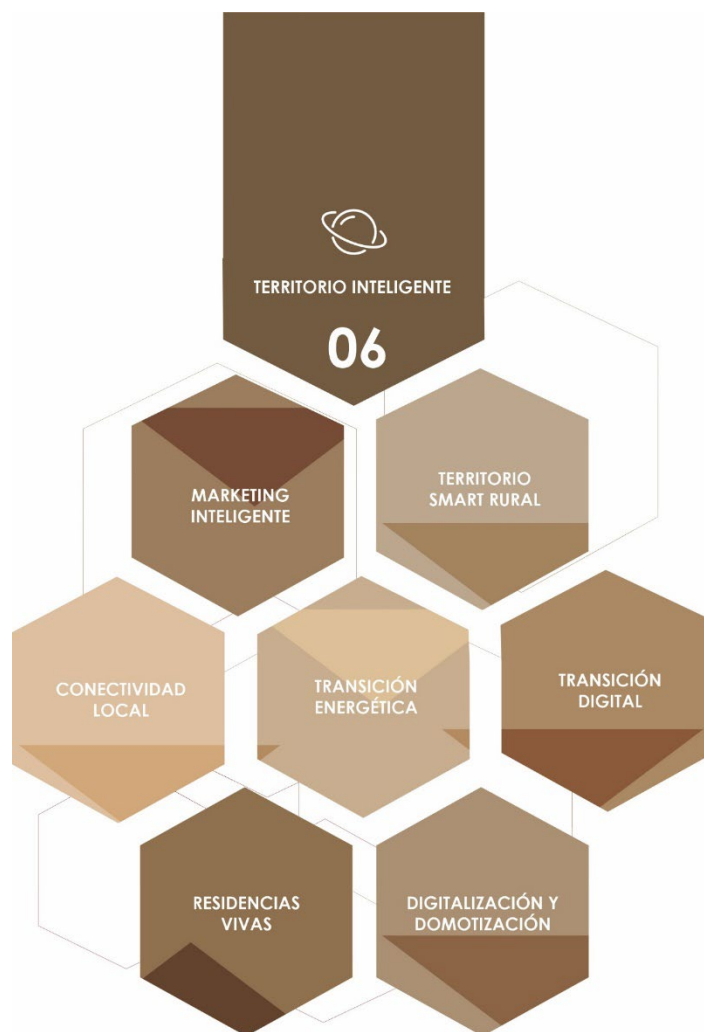 TERRITORIO INTELIGENTE
06
MARKETING
INTELIGENTE
TERRITORIO
SMART RURAL
CONECTIVIDAD
LOCAL
TRANSICIÓN
ENERGÉTICA
TRANSICIÓN
DIGITAL
RESIDENCIAS
VIVAS
DIGITALIZACIÓN Y
DOMOTIZACIÓN